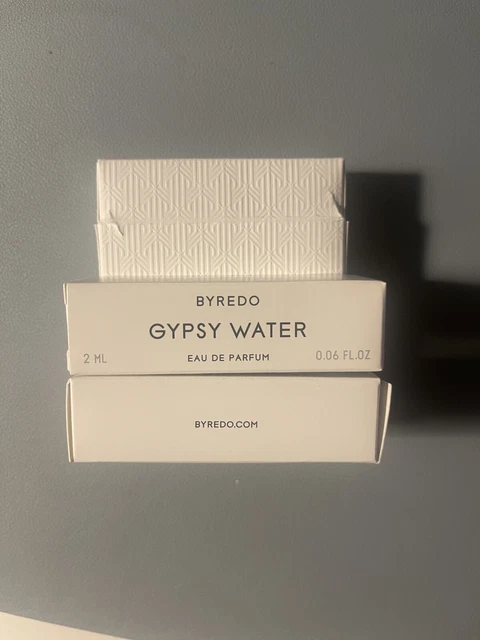 BYREDO
GYPSY WATER
2 ML EAU DE PARFUM 0.06 FL.OZ
BYREDO.COM